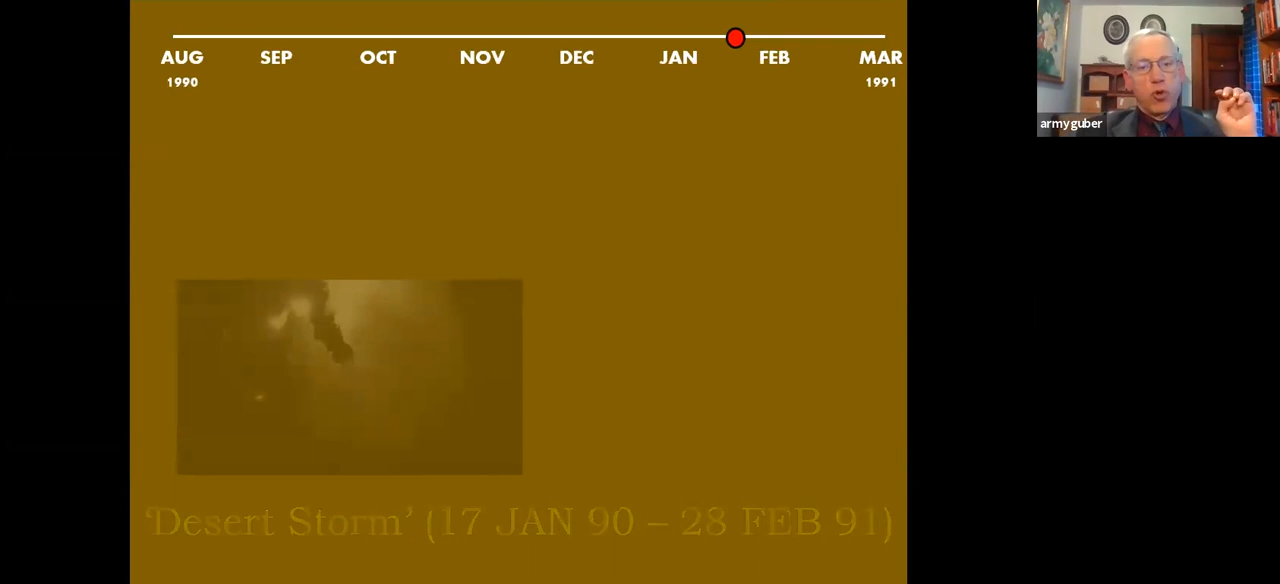 AUG SEP OCT NOV DEC JAN FEB MAR
1990 1991
armyguber
'Desert Storm' (17 JAN 90 – 28 FEB 91)